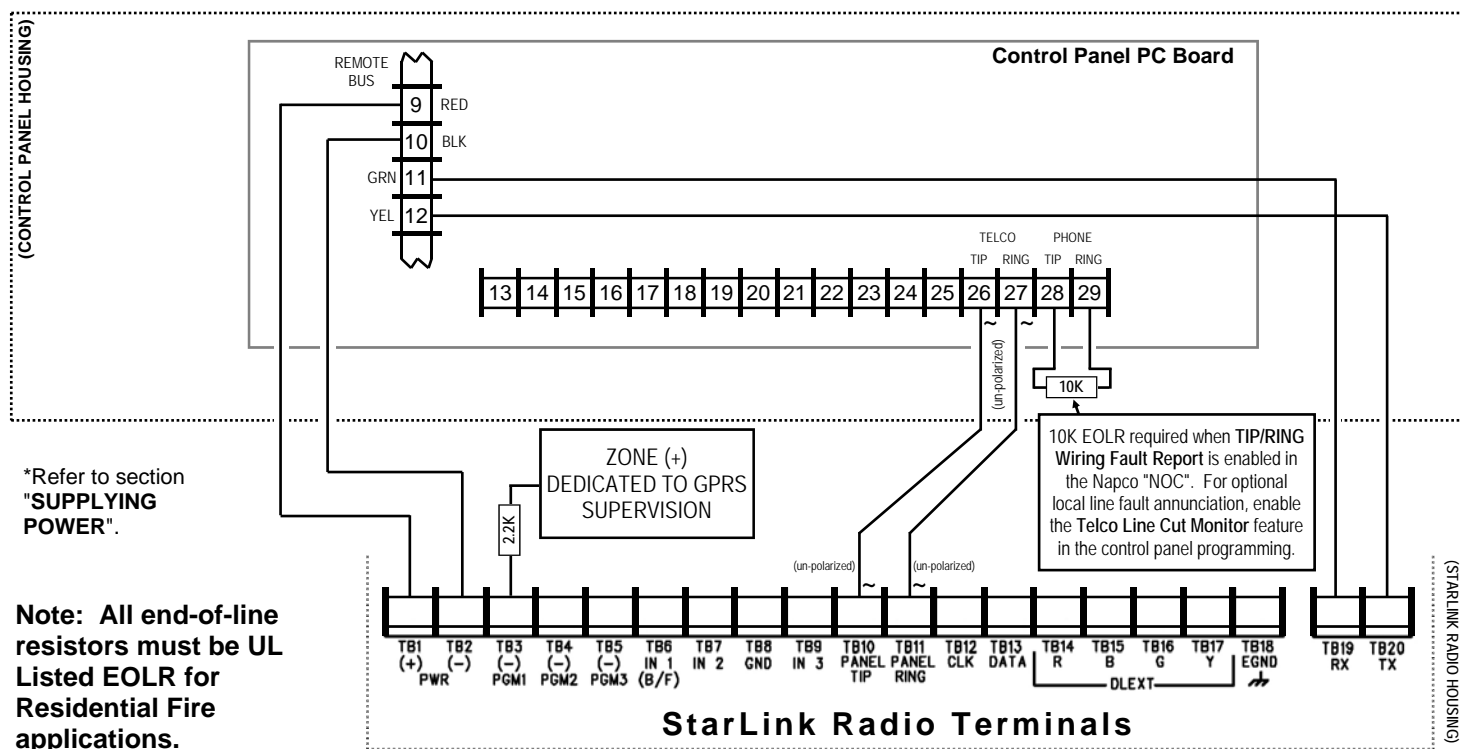 (CONTROL PANEL HOUSING)
Control Panel PC Board
REMOTE
BUS
9 RED
10 BLK
GRN 11
YEL 12
TELCO PHONE
TIP RING TIP RING
13 14 15 16 17 18 19 20 21 22 23 24 25 26 27 28 29
~ ~
(un-polarized)
10K
10K EOLR required when TIP/RING
Wiring Fault Report is enabled in
the Napco "NOC". For optional
local line fault annunciation, enable
the Telco Line Cut Monitor feature
in the control panel programming.
ZONE (+)
DEDICATED TO GPRS
SUPERVISION
2.2K
*Refer to section
"SUPPLYING
POWER".
Note: All end-of-line
resistors must be UL
Listed EOLR for
Residential Fire
applications.
(un-polarized) (un-polarized)
~ ~
TB1 TB2 TB3 TB4 TB5 TB6 TB7 TB8 TB9 TB10 TB11 TB12 TB13 TB14 TB15 TB16 TB17 TB18 TB19 TB20
(+) (-) (-) (-) (-) IN 1 IN 2 GND IN 3 PANEL PANEL CLK DATA R B G Y EGND RX TX
PWR PGM1 PGM2 PGM3 (B/F) TIP RING DLEXT
StarLink Radio Terminals
(STARLINK RADIO HOUSING)